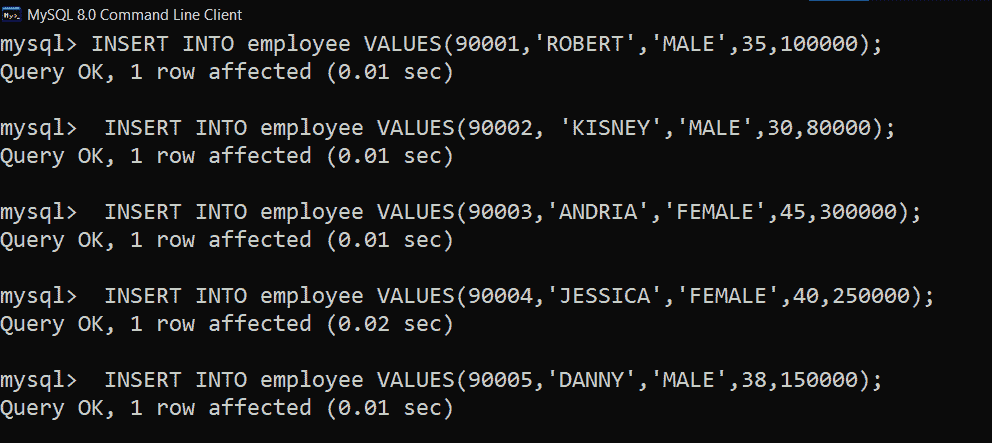 MySQL 8.0 Command Line Client
mysql> INSERT INTO employee VALUES(90001,'ROBERT','MALE',35,100000);
Query OK, 1 row affected (0.01 sec)
mysql>  INSERT INTO employee VALUES(90002, 'KISNEY','MALE',30,80000);
Query OK, 1 row affected (0.01 sec)
mysql>  INSERT INTO employee VALUES(90003,'ANDRIA','FEMALE',45,300000);
Query OK, 1 row affected (0.01 sec)
mysql>  INSERT INTO employee VALUES(90004,'JESSICA','FEMALE',40,250000);
Query OK, 1 row affected (0.02 sec)
mysql>  INSERT INTO employee VALUES(90005,'DANNY','MALE',38,150000);
Query OK, 1 row affected (0.01 sec)